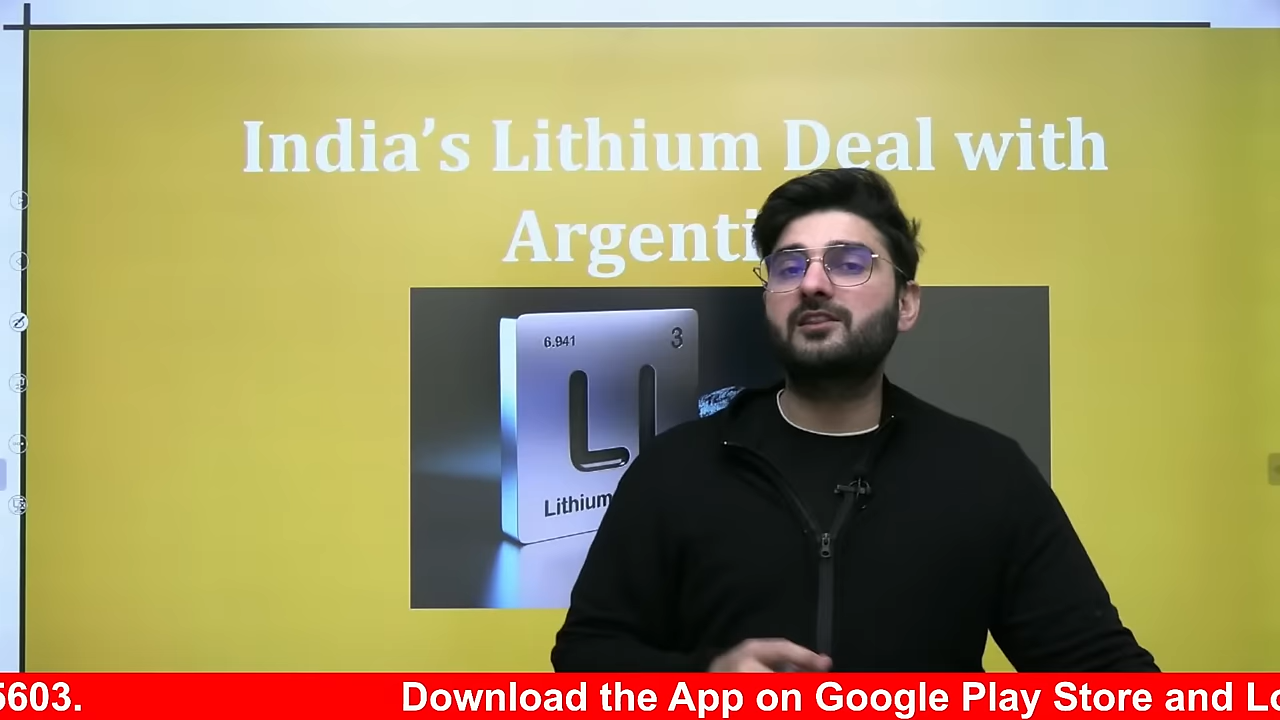 India's Lithium Deal with
Argenti
6.941
3
Li
Lithium
5603.
Download the App on Google Play Store and Lo